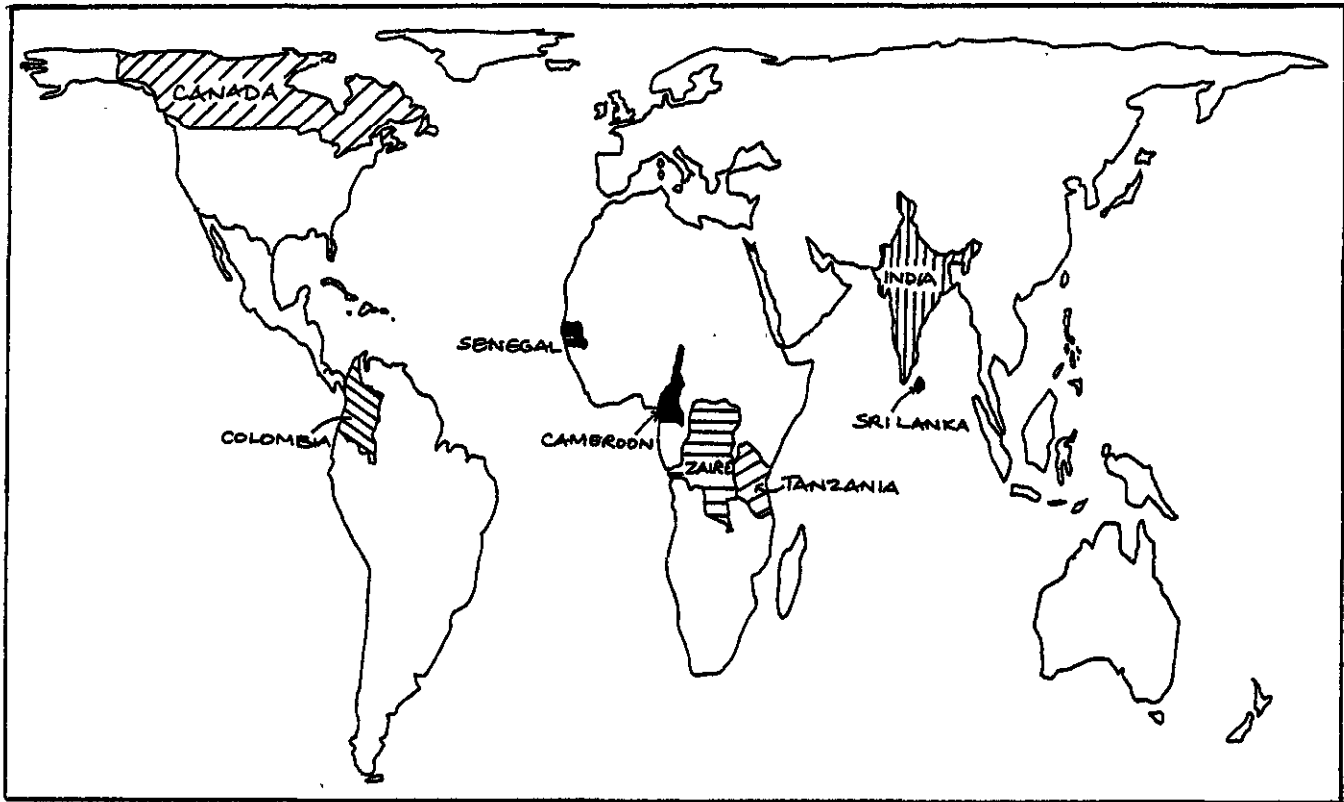 CANADA
INDIA
SENEGAL
SRI LANKA
COLOMBIA
CAMEROON
ZAIRE
TANZANIA